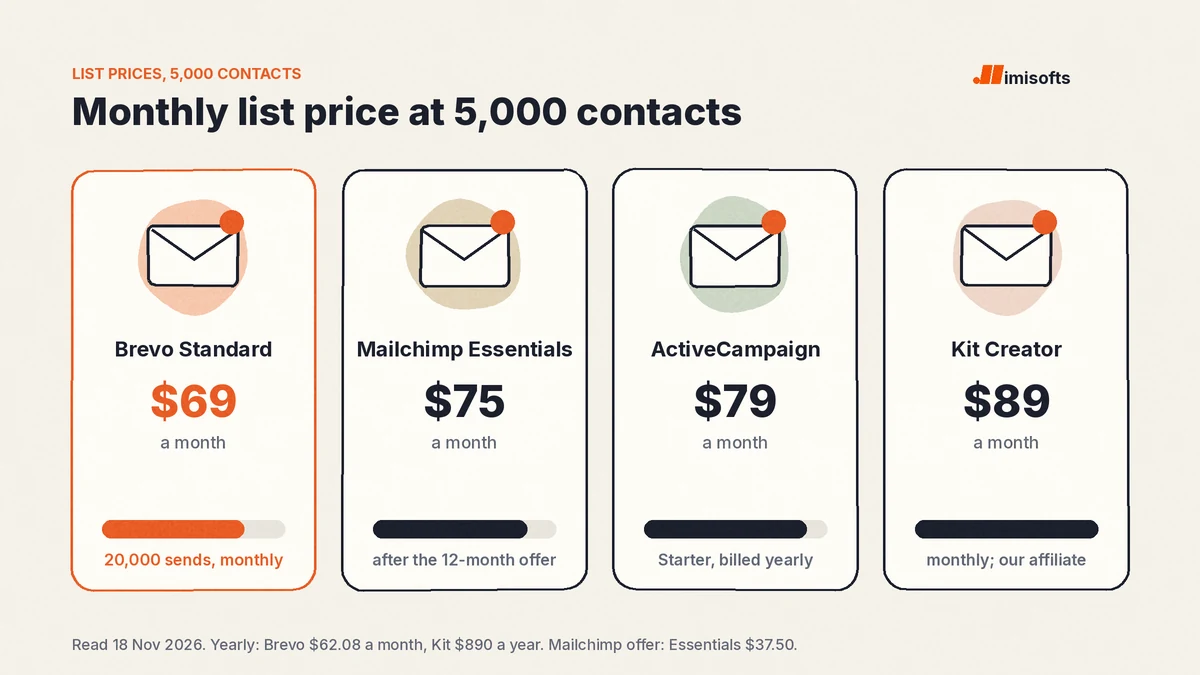 LIST PRICES, 5,000 CONTACTS
imisofts
Monthly list price at 5,000 contacts
Brevo Standard
$69
a month
20,000 sends, monthly
Mailchimp Essentials
$75
a month
after the 12-month offer
ActiveCampaign
$79
a month
Starter, billed yearly
Kit Creator
$89
a month
monthly; our affiliate
Read 18 Nov 2026. Yearly: Brevo $62.08 a month, Kit $890 a year. Mailchimp offer: Essentials $37.50.